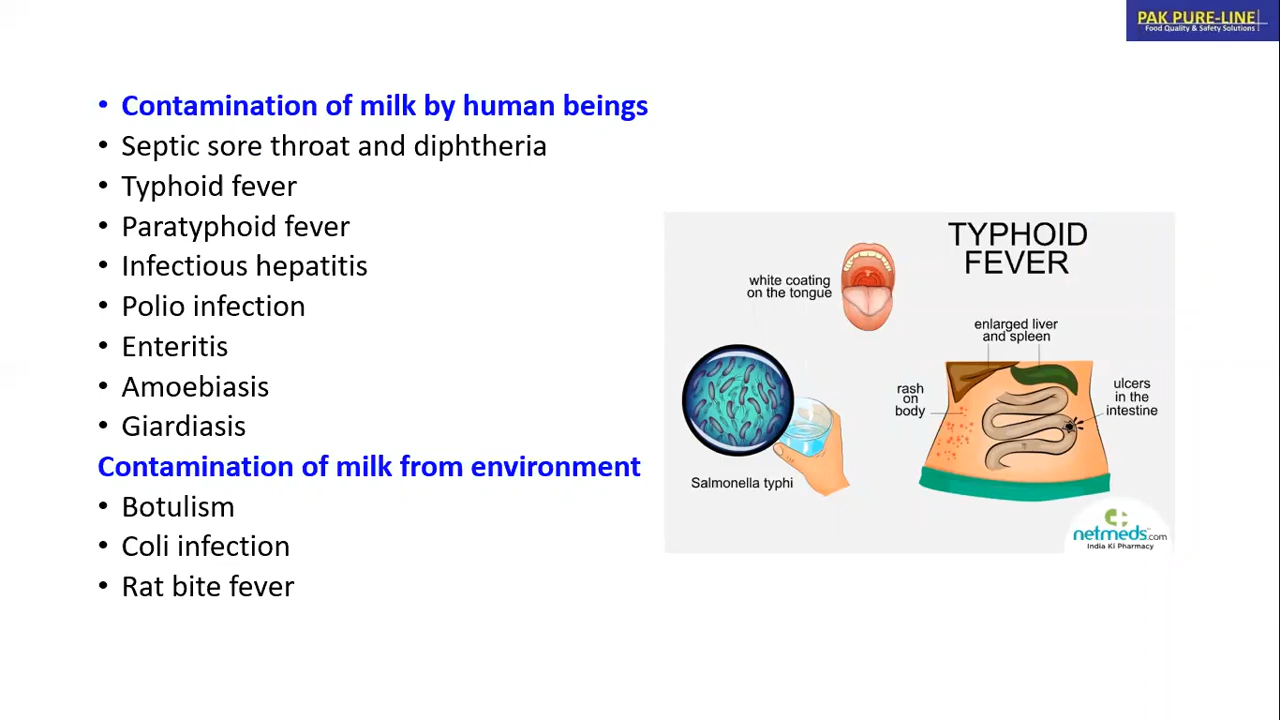 PAK PURE-LINE
Food Quality & Safety Solutions
• Contamination of milk by human beings
• Septic sore throat and diphtheria
• Typhoid fever
• Paratyphoid fever
• Infectious hepatitis
• Polio infection
• Enteritis
• Amoebiasis
• Giardiasis
Contamination of milk from environment
• Botulism
• Coli infection
• Rat bite fever
TYPHOID
FEVER
white coating
on the tongue
enlarged liver
and spleen
rash
on
body
ulcers
in the
intestine
Salmonella typhi
netmeds.com
India Ki Pharmacy